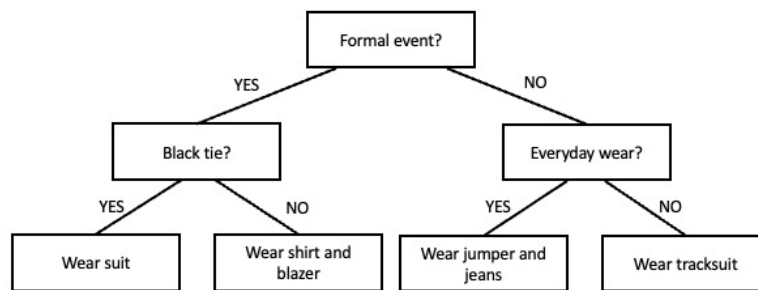 Formal event?
YES
NO
Black tie?
Everyday wear?
YES
NO
YES
NO
Wear suit
Wear shirt and
blazer
Wear jumper and
jeans
Wear tracksuit